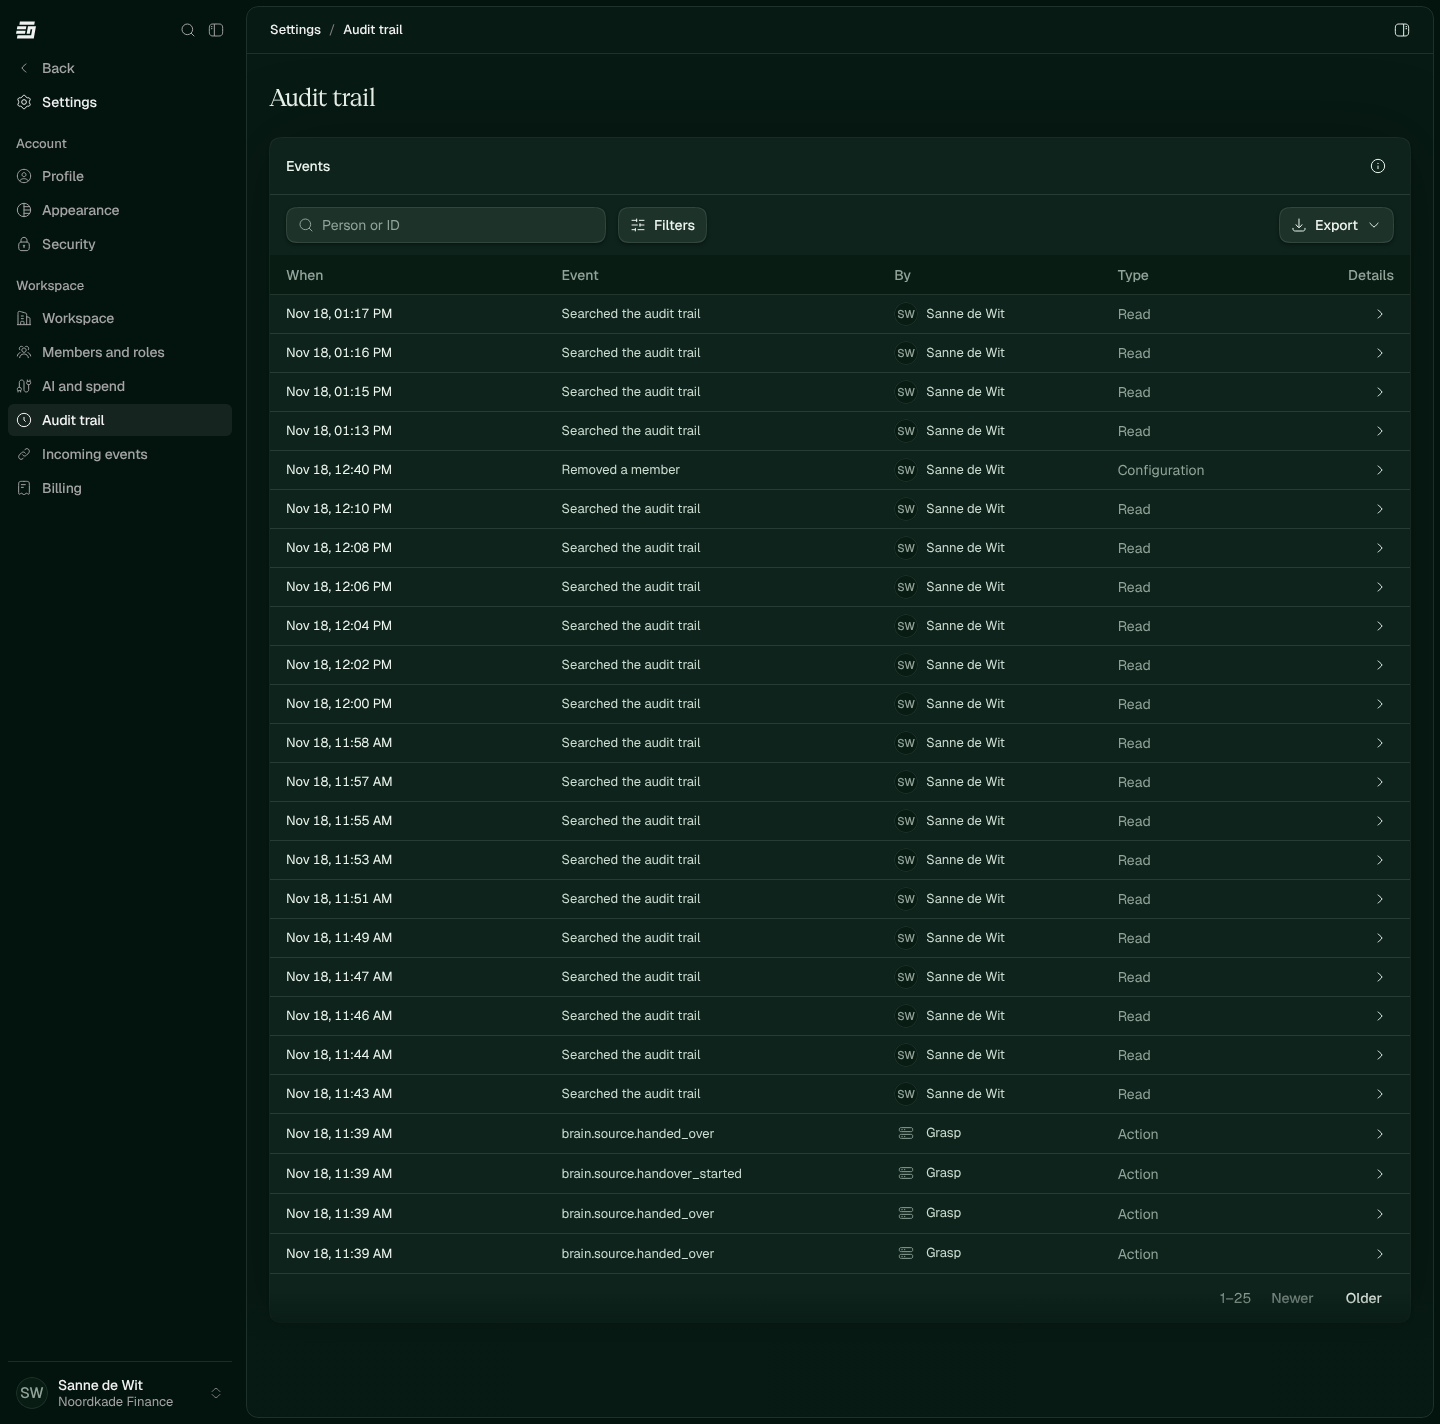 Back
Settings
Account
Profile
Appearance
Security
Workspace
Workspace
Members and roles
AI and spend
Audit trail
Incoming events
Billing
SW
Sanne de Wit
Noordkade Finance
Settings / Audit trail
Audit trail
Events
Person or ID
Filters
Export
When Event By Type Details
Nov 18, 01:17 PM Searched the audit trail SW Sanne de Wit Read
Nov 18, 01:16 PM Searched the audit trail SW Sanne de Wit Read
Nov 18, 01:15 PM Searched the audit trail SW Sanne de Wit Read
Nov 18, 01:13 PM Searched the audit trail SW Sanne de Wit Read
Nov 18, 12:40 PM Removed a member SW Sanne de Wit Configuration
Nov 18, 12:10 PM Searched the audit trail SW Sanne de Wit Read
Nov 18, 12:08 PM Searched the audit trail SW Sanne de Wit Read
Nov 18, 12:06 PM Searched the audit trail SW Sanne de Wit Read
Nov 18, 12:04 PM Searched the audit trail SW Sanne de Wit Read
Nov 18, 12:02 PM Searched the audit trail SW Sanne de Wit Read
Nov 18, 12:00 PM Searched the audit trail SW Sanne de Wit Read
Nov 18, 11:58 AM Searched the audit trail SW Sanne de Wit Read
Nov 18, 11:57 AM Searched the audit trail SW Sanne de Wit Read
Nov 18, 11:55 AM Searched the audit trail SW Sanne de Wit Read
Nov 18, 11:53 AM Searched the audit trail SW Sanne de Wit Read
Nov 18, 11:51 AM Searched the audit trail SW Sanne de Wit Read
Nov 18, 11:49 AM Searched the audit trail SW Sanne de Wit Read
Nov 18, 11:47 AM Searched the audit trail SW Sanne de Wit Read
Nov 18, 11:46 AM Searched the audit trail SW Sanne de Wit Read
Nov 18, 11:44 AM Searched the audit trail SW Sanne de Wit Read
Nov 18, 11:43 AM Searched the audit trail SW Sanne de Wit Read
Nov 18, 11:39 AM brain.source.handed_over Grasp Action
Nov 18, 11:39 AM brain.source.handover_started Grasp Action
Nov 18, 11:39 AM brain.source.handed_over Grasp Action
Nov 18, 11:39 AM brain.source.handed_over Grasp Action
1–25 Newer Older